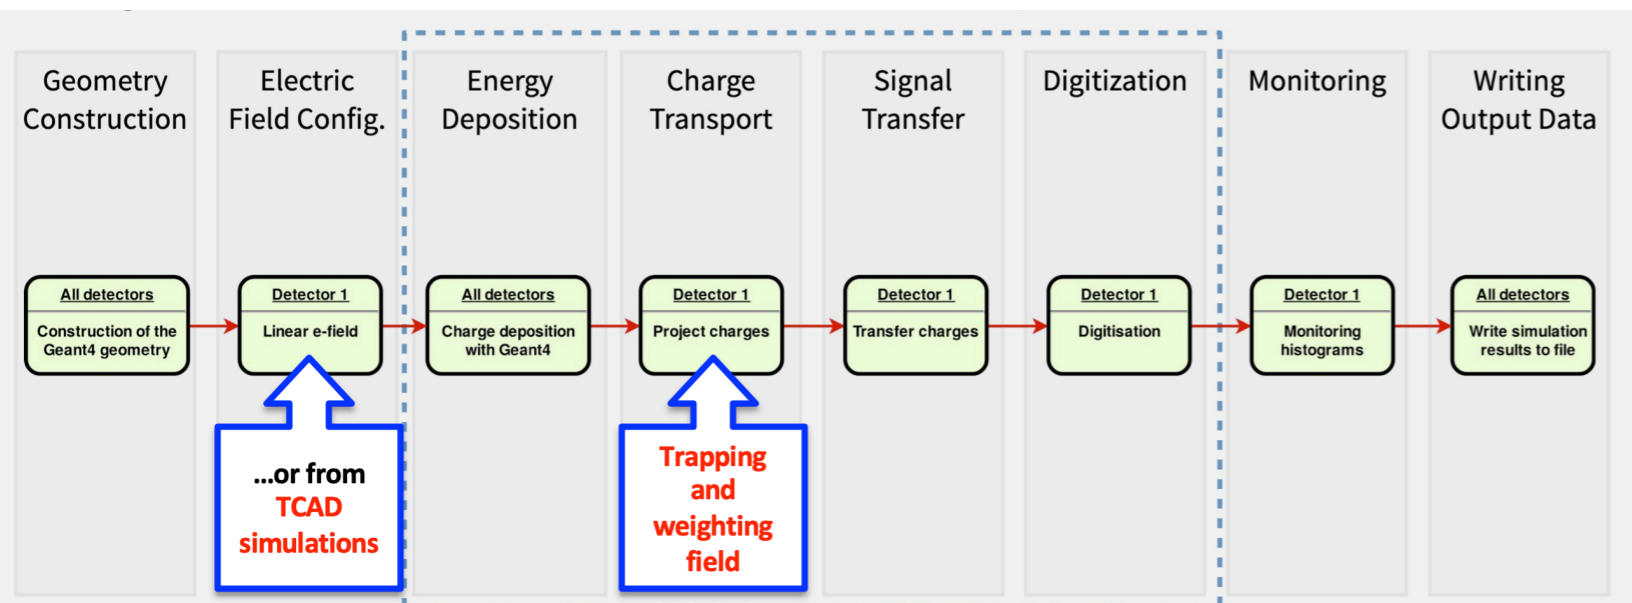 Geometry
Construction
Electric
Field Config.
Energy
Deposition
Charge
Transport
Signal
Transfer
Digitization
Monitoring
Writing
Output Data
All detectors
Construction of the
Geant4 geometry
Detector 1
Linear e-field
All detectors
Charge deposition
with Geant4
Detector 1
Project charges
Detector 1
Transfer charges
Detector 1
Digitisation
Detector 1
Monitoring
histograms
All detectors
Write simulation
results to file
...or from
TCAD
simulations
Trapping
and
weighting
field